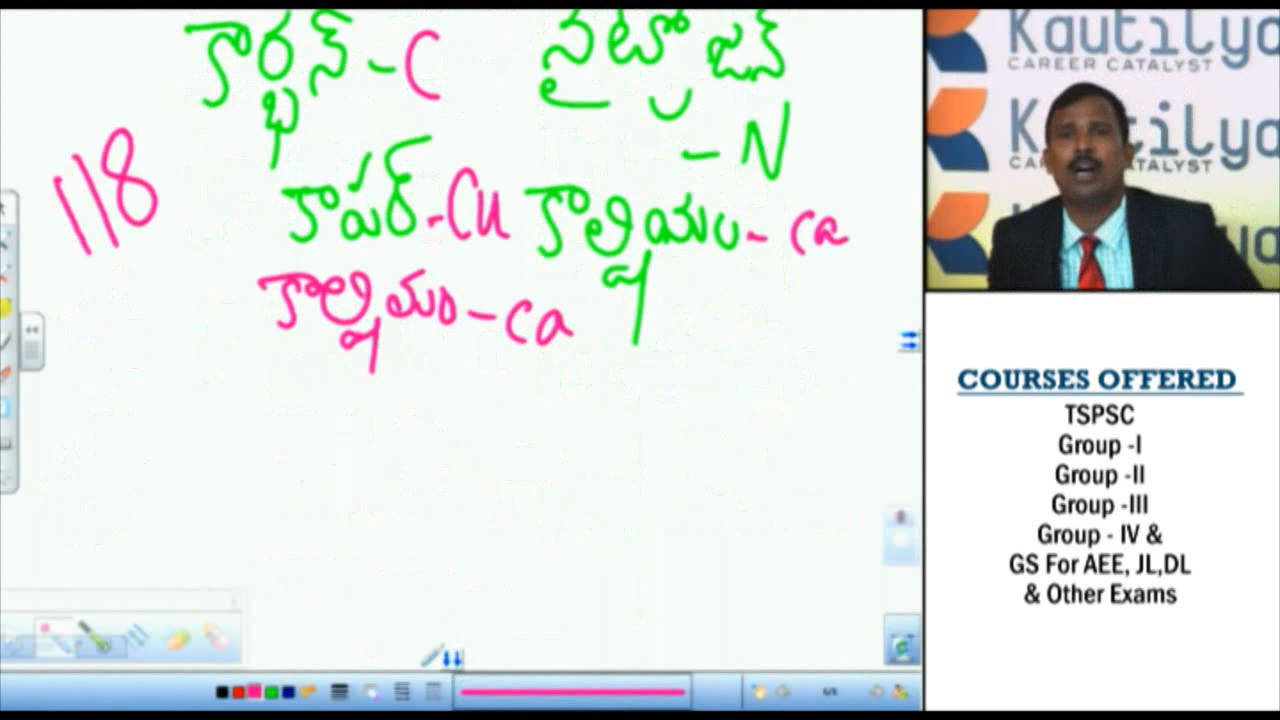 కార్బన్ - C నైట్రోజన్
- N
118
కాపర్ - Cu కాల్షియం - ca
కాల్షియం - ca
Kautilya
CAREER CATALYST
Kautilya
CAREER CATALYST
COURSES OFFERED
TSPSC
Group -I
Group -II
Group -III
Group - IV &
GS For AEE, JL,DL
& Other Exams